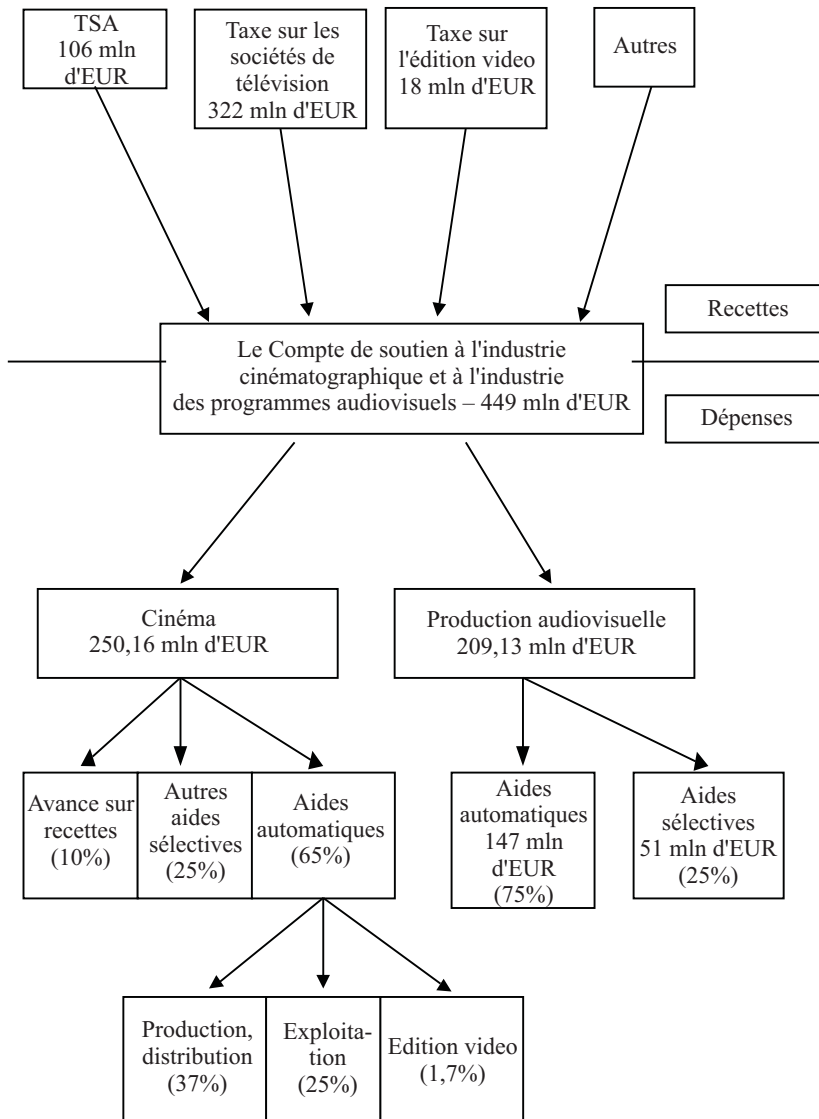 TSA
106 mln
d'EUR
Taxe sur les
sociétés de
télévision
322 mln d'EUR
Taxe sur
l'édition video
18 mln d'EUR
Autres
Recettes
Le Compte de soutien à l'industrie
cinématographique et à l'industrie
des programmes audiovisuels – 449 mln d'EUR
Dépenses
Cinéma
250,16 mln d'EUR
Production audiovisuelle
209,13 mln d'EUR
Avance sur
recettes
(10%)
Autres
aides
sélectives
(25%)
Aides
automatiques
(65%)
Aides
automatiques
147 mln
d'EUR
(75%)
Aides
sélectives
51 mln d'EUR
(25%)
Production,
distribution
(37%)
Exploita-
tion
(25%)
Edition video
(1,7%)